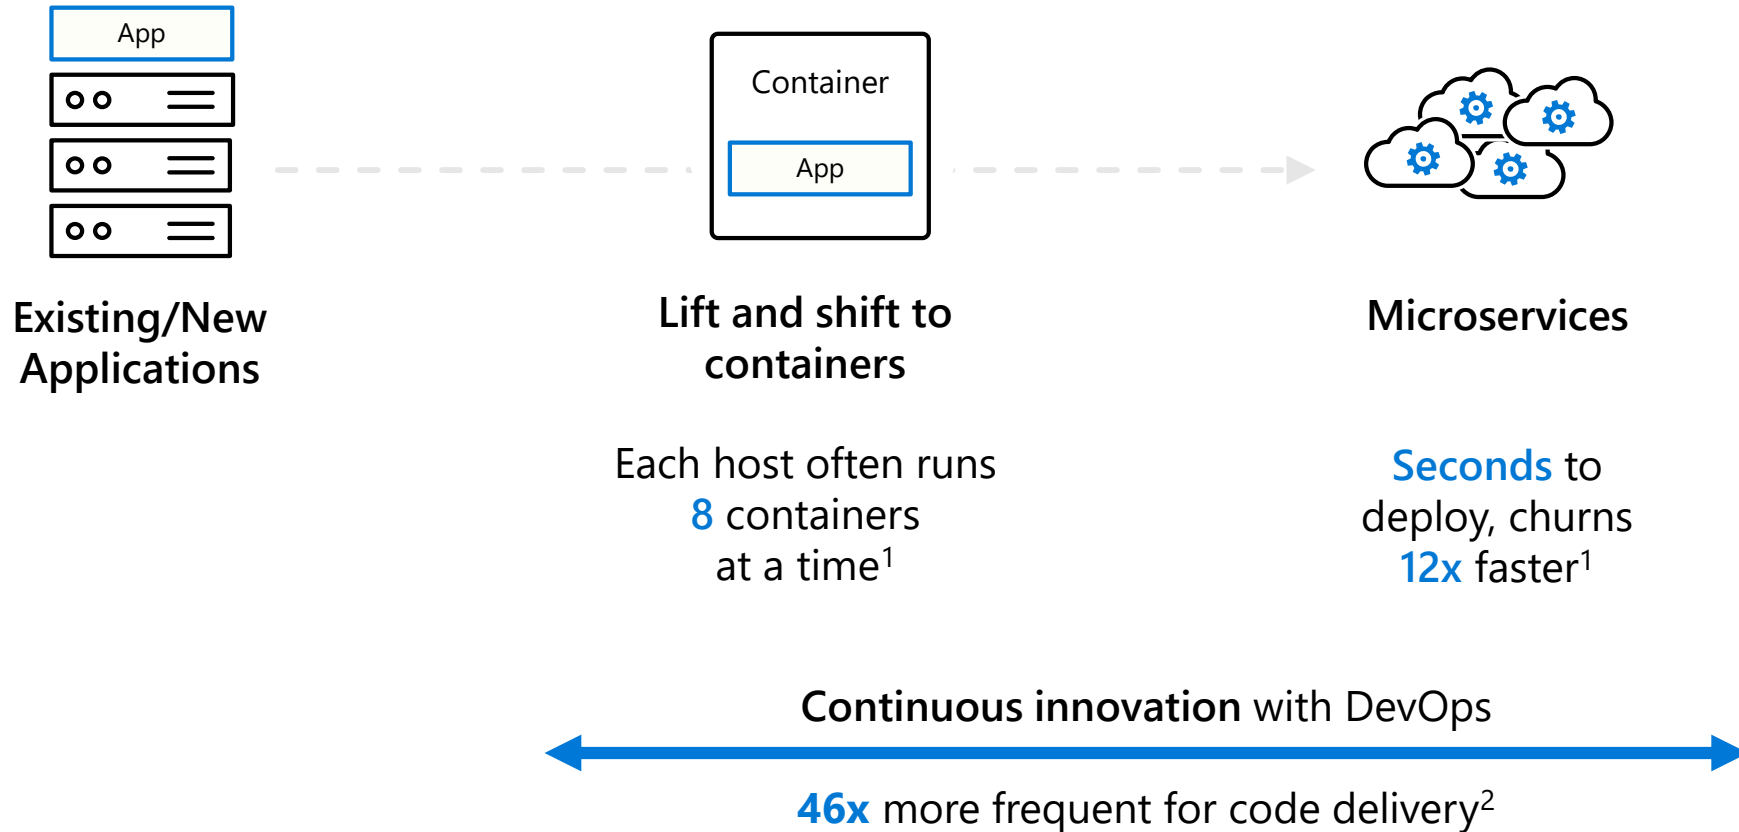 App
Container
App
Existing/New
Applications
Lift and shift to
containers
Microservices
Each host often runs
8 containers
at a time¹
Seconds to
deploy, churns
12x faster¹
Continuous innovation with DevOps
46x more frequent for code delivery²